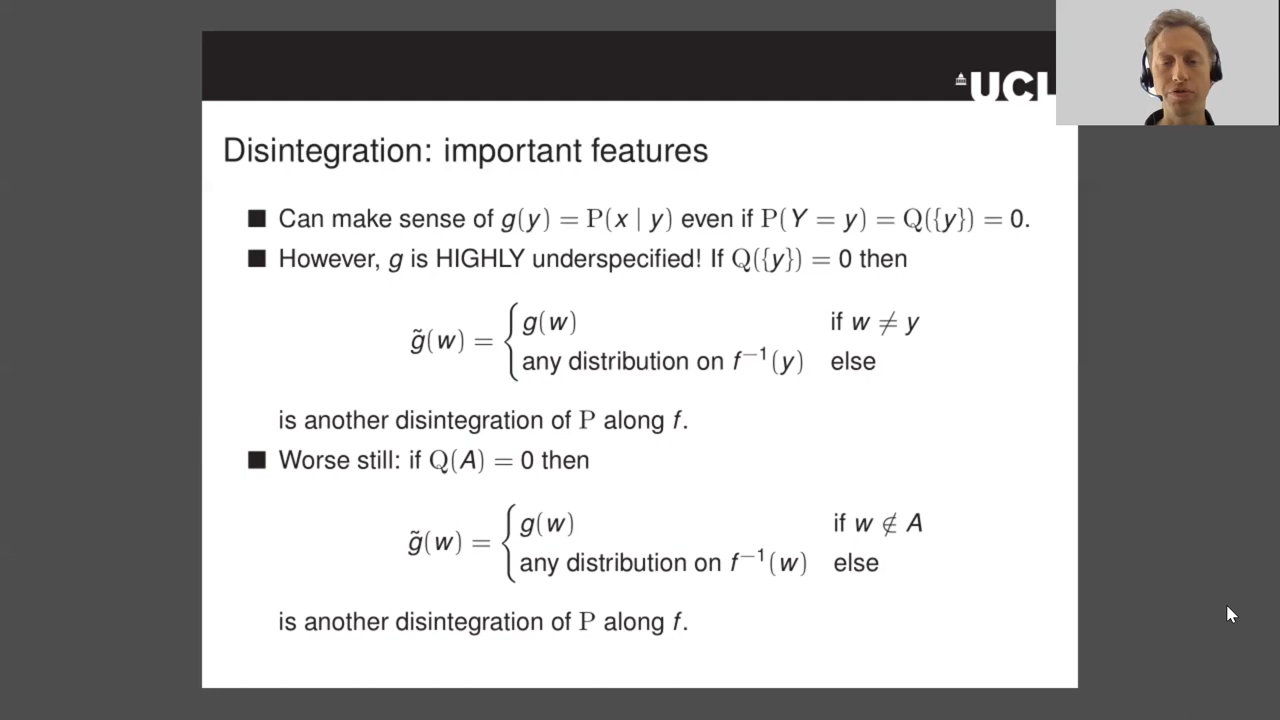 UCL
Disintegration: important features
■ Can make sense of g(y) = P(x | y) even if P(Y = y) = Q({y}) = 0.
■ However, g is HIGHLY underspecified! If Q({y}) = 0 then
g̃(w) = { g(w) if w ≠ y
any distribution on f⁻¹(y) else
is another disintegration of P along f.
■ Worse still: if Q(A) = 0 then
g̃(w) = { g(w) if w ∉ A
any distribution on f⁻¹(w) else
is another disintegration of P along f.